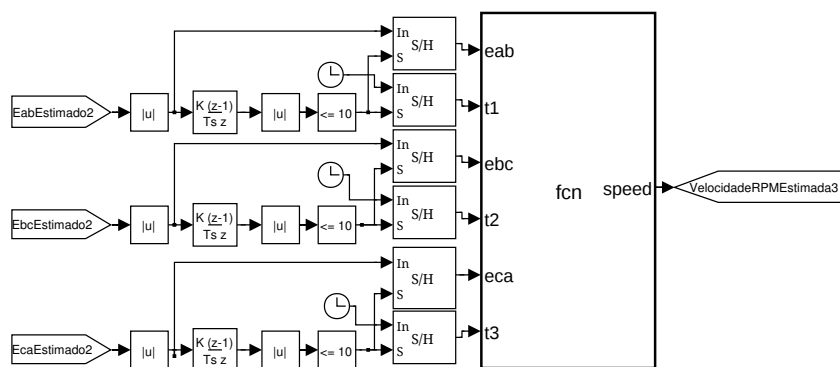 In
S/H
S
eab
EabEstimado2
|u|
K (z-1)
Ts z
|u|
<= 10
In
S/H
S
t1
In
S/H
S
ebc
EbcEstimado2
|u|
K (z-1)
Ts z
|u|
<= 10
In
S/H
S
t2
In
S/H
S
eca
EcaEstimado2
|u|
K (z-1)
Ts z
|u|
<= 10
In
S/H
S
t3
fcn
speed
VelocidadeRPMEstimada3